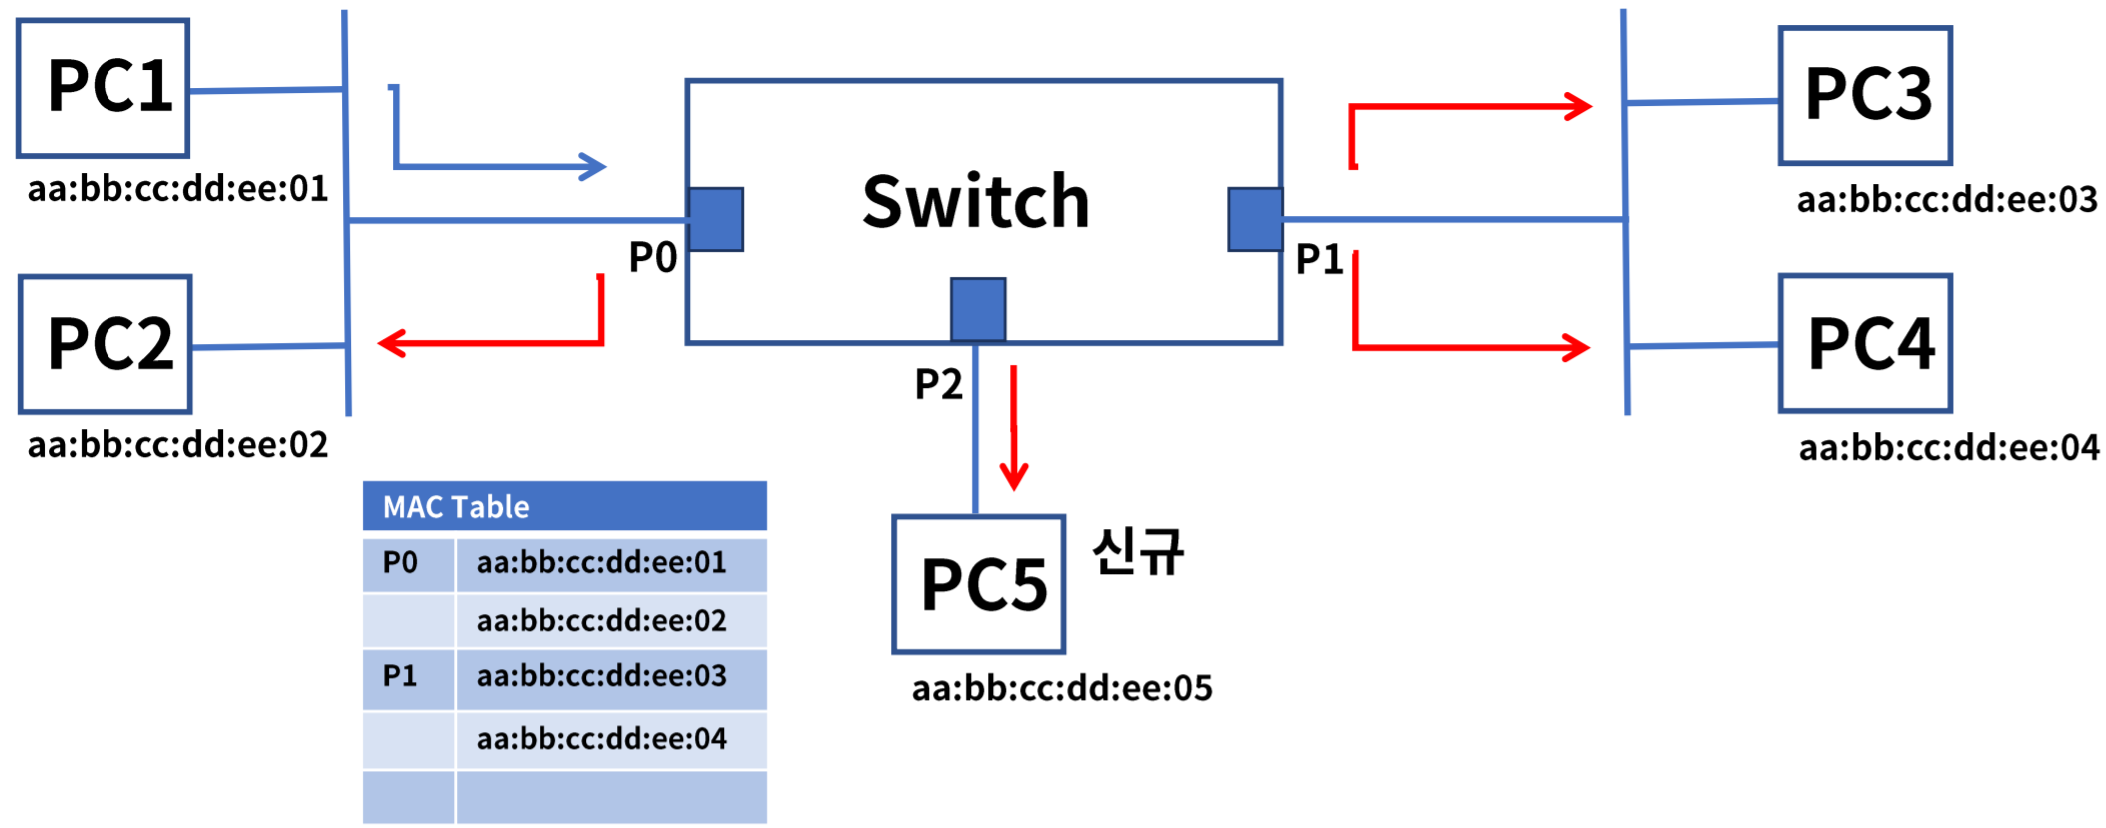 PC1
aa:bb:cc:dd:ee:01
PC2
aa:bb:cc:dd:ee:02
Switch
P0
P1
P2
PC3
aa:bb:cc:dd:ee:03
PC4
aa:bb:cc:dd:ee:04
PC5
신규
aa:bb:cc:dd:ee:05
MAC Table
P0 aa:bb:cc:dd:ee:01
aa:bb:cc:dd:ee:02
P1 aa:bb:cc:dd:ee:03
aa:bb:cc:dd:ee:04